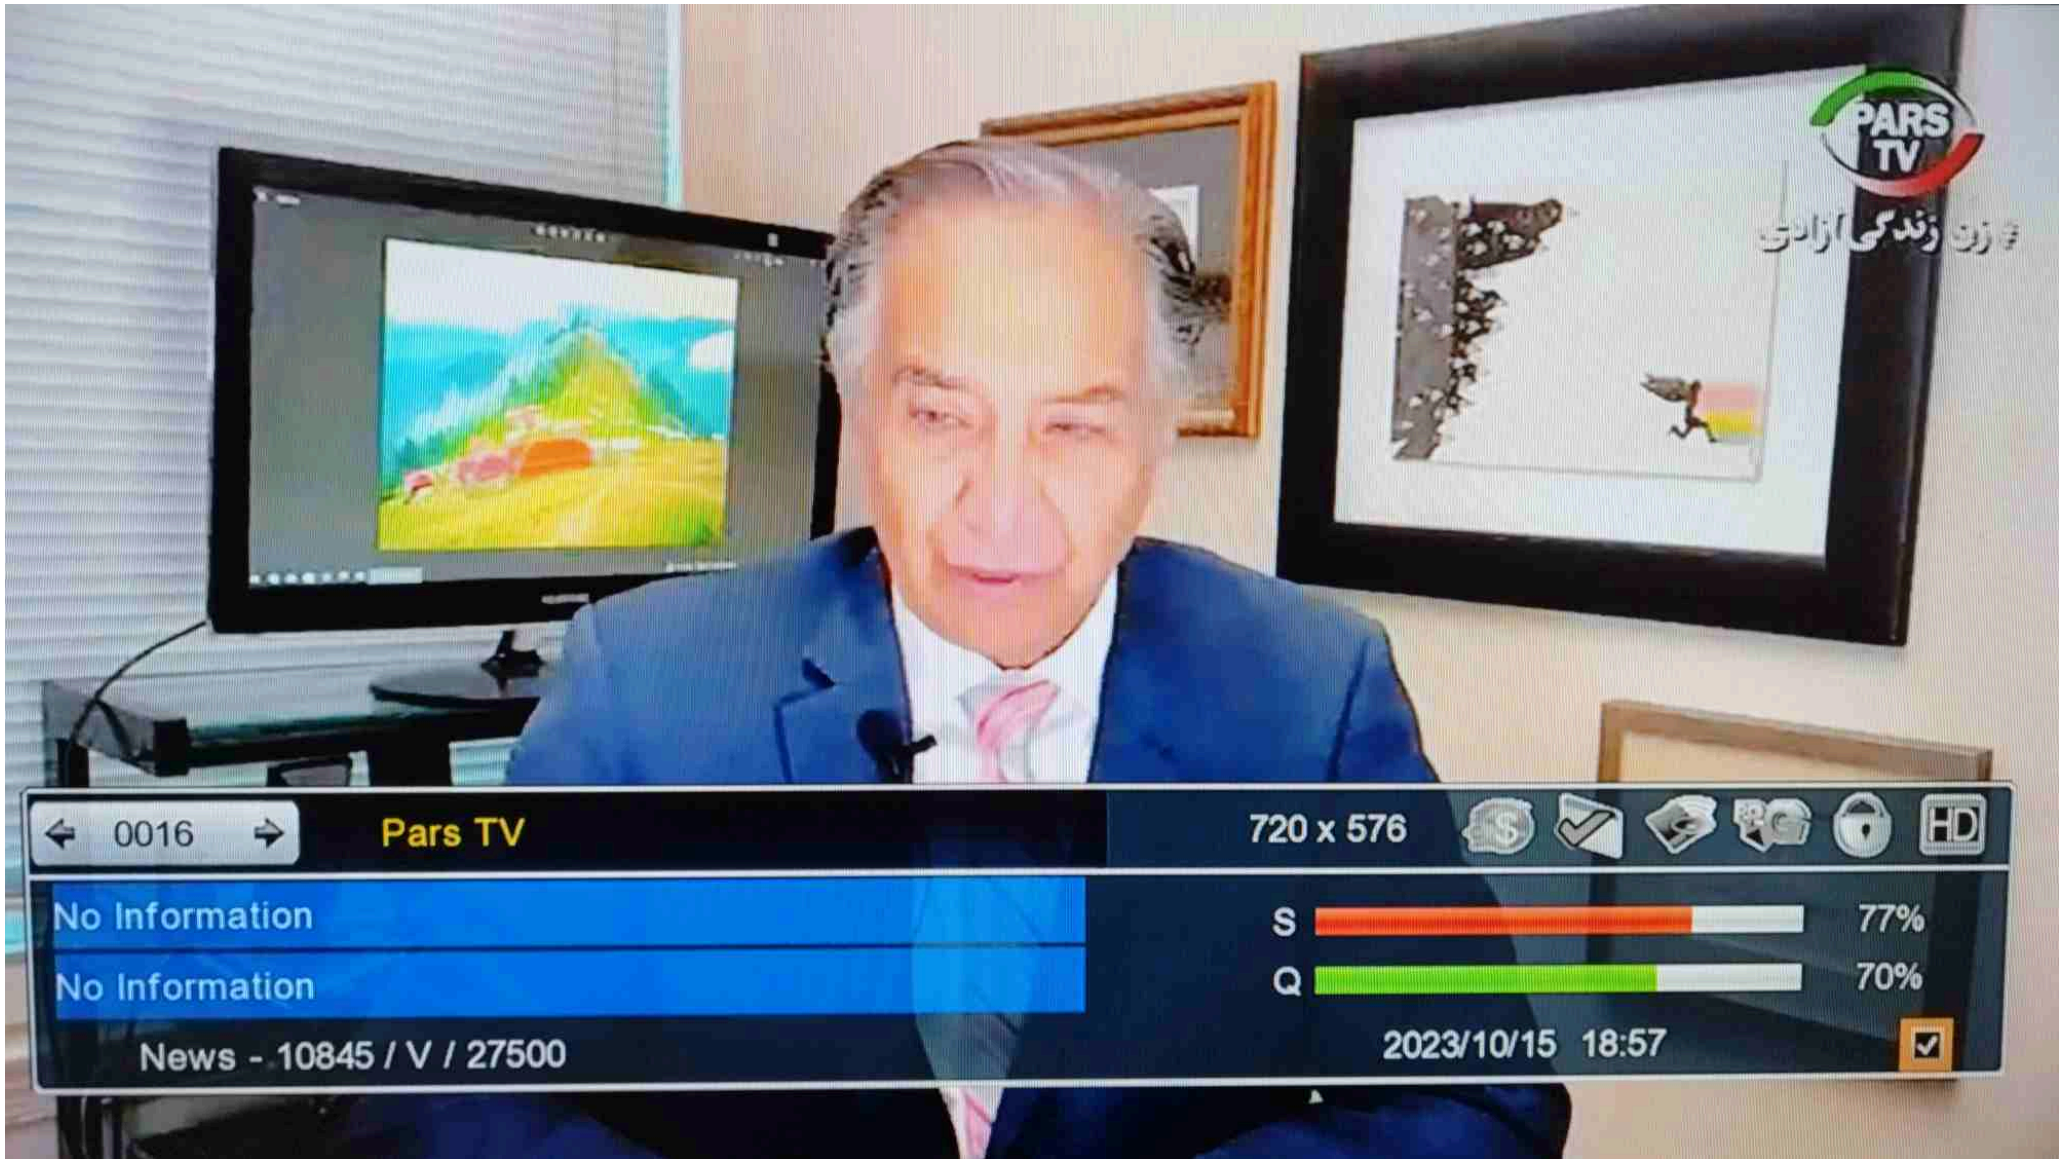 PARS
TV
# زن زندگی آزادی
0016
Pars TV
720 x 576
$
EPG
HD
No Information
S
77%
No Information
Q
70%
News - 10845 / V / 27500
2023/10/15 18:57